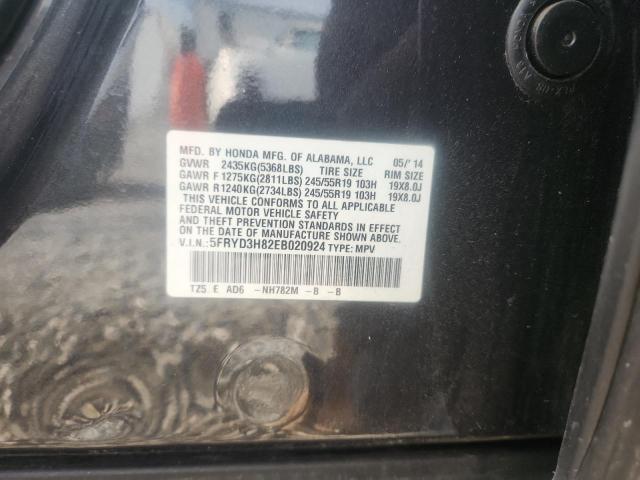 MFD. BY HONDA MFG. OF ALABAMA, LLC 05/'14
GVWR 2435KG(5368LBS) TIRE SIZE RIM SIZE
GAWR F1275KG(2811LBS) 245/55R19 103H 19X8.0J
GAWR R1240KG(2734LBS) 245/55R19 103H 19X8.0J
THIS VEHICLE CONFORMS TO ALL APPLICABLE
FEDERAL MOTOR VEHICLE SAFETY
AND THEFT PREVENTION STANDARDS IN EFFECT
ON THE DATE OF MANUFACTURE SHOWN ABOVE.
V.I.N.: 5FRYD3H82EB020924 TYPE: MPV
TZ5 E AD6 -NH782M -B -B